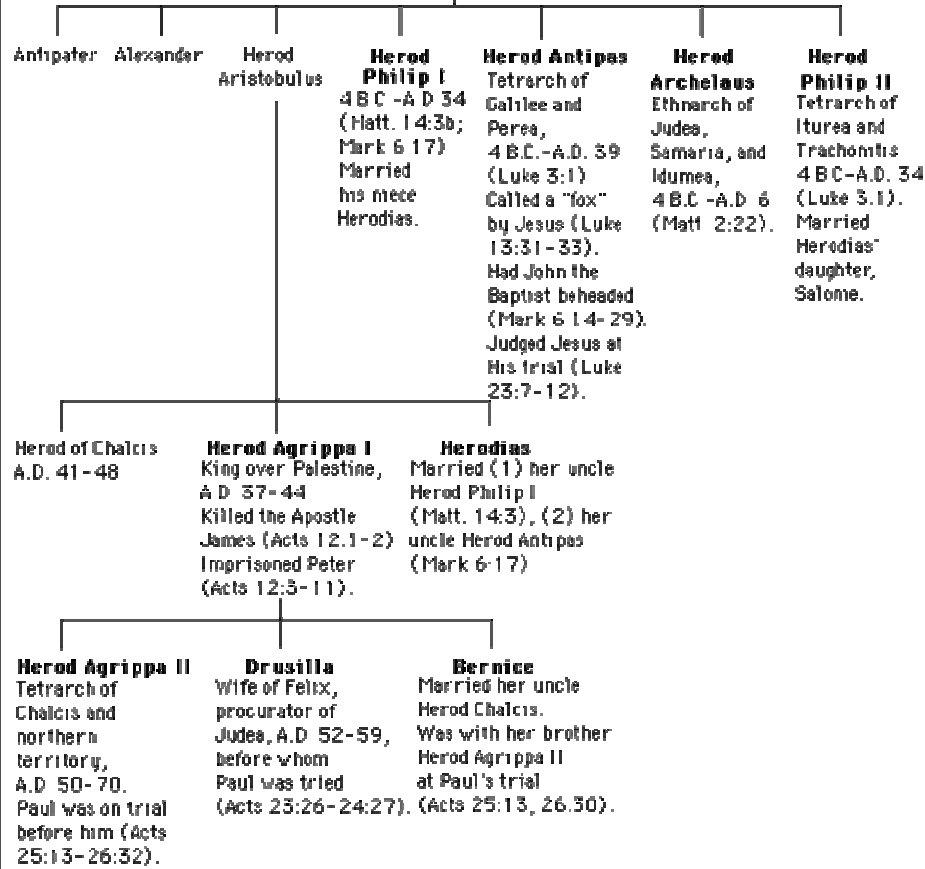 Antipater
Alexander
Herod
Aristobulus
Herod
Philip I
4 B C -A D 34
(Matt. 14:3b;
Mark 6 17)
Married
his niece
Herodias.
Herod Antipas
Tetrarch of
Galilee and
Perea,
4 B.C.-A.D. 39
(Luke 3:1)
Called a "fox"
by Jesus (Luke
13:31-33).
Had John the
Baptist beheaded
(Mark 6 14-29).
Judged Jesus at
His trial (Luke
23:7-12).
Herod
Archelaus
Ethnarch of
Judea,
Samaria, and
Idumea,
4 B.C -A.D 6
(Matt 2:22).
Herod
Philip II
Tetrarch of
Iturea and
Trachonitis
4 B C-A.D. 34
(Luke 3.1).
Married
Herodias'
daughter,
Salome.
Herod of Chalcis
A.D. 41-48
Herod Agrippa I
King over Palestine,
A D 37-44
Killed the Apostle
James (Acts 12.1-2)
Imprisoned Peter
(Acts 12:3-11).
Herodias
Married (1) her uncle
Herod Philip I
(Matt. 14:3), (2) her
uncle Herod Antipas
(Mark 6-17)
Herod Agrippa II
Tetrarch of
Chalcis and
northern
territory,
A.D 50-70.
Paul was on trial
before him (Acts
25:13-26:32).
Drusilla
Wife of Felix,
procurator of
Judea, A.D 52-59,
before whom
Paul was tried
(Acts 23:26-24:27).
Bernice
Married her uncle
Herod Chalcis.
Was with her brother
Herod Agrippa II
at Paul's trial
(Acts 25:13, 26.30).